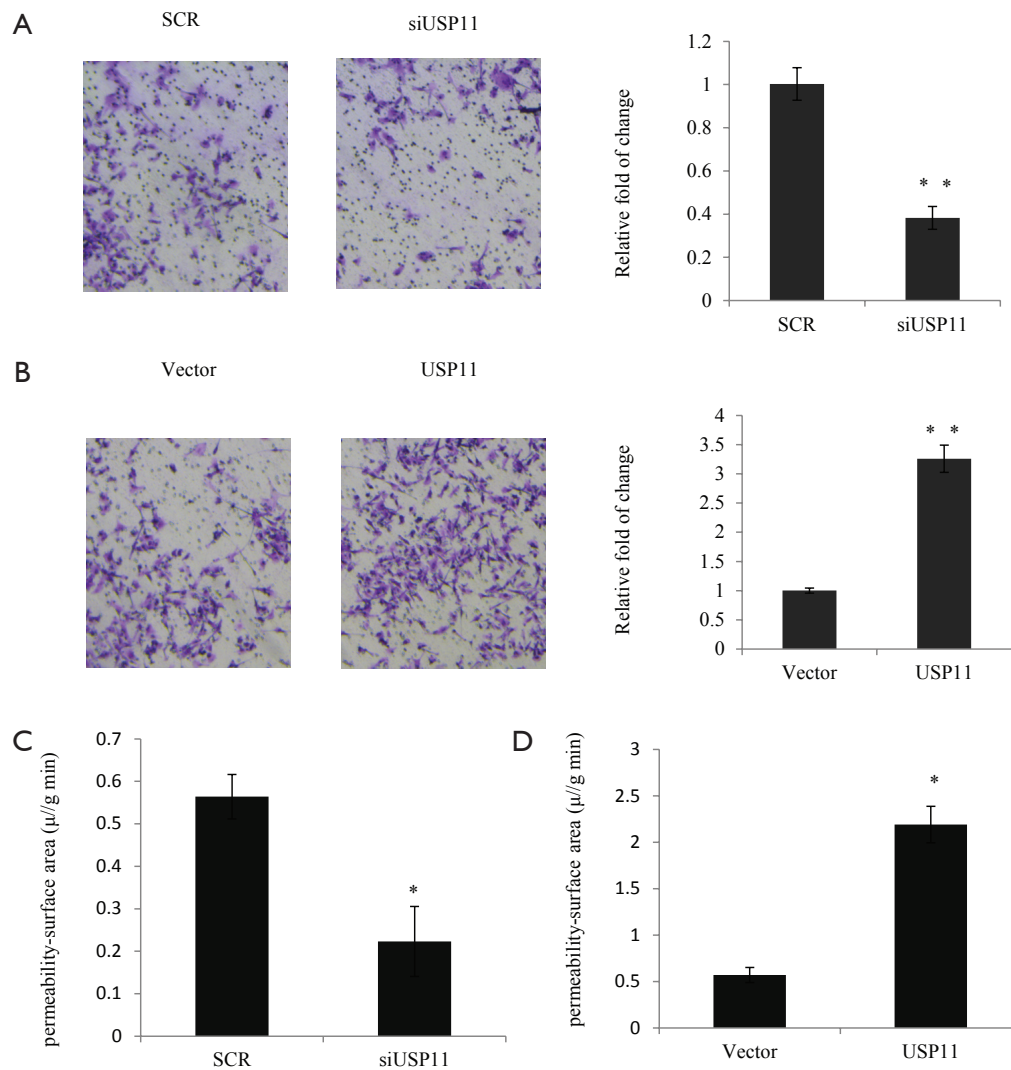 A
SCR
siUSP11
Relative fold of change
1.2
1
0.8
0.6
0.4
0.2
0
* *
SCR
siUSP11
B
Vector
USP11
Relative fold of change
4
3.5
3
2.5
2
1.5
1
0.5
0
* *
Vector
USP11
C
permeability-surface area (μ//g min)
0.7
0.6
0.5
0.4
0.3
0.2
0.1
0
*
SCR
siUSP11
D
permeability-surface area (μ//g min)
3
2.5
2
1.5
1
0.5
0
*
Vector
USP11